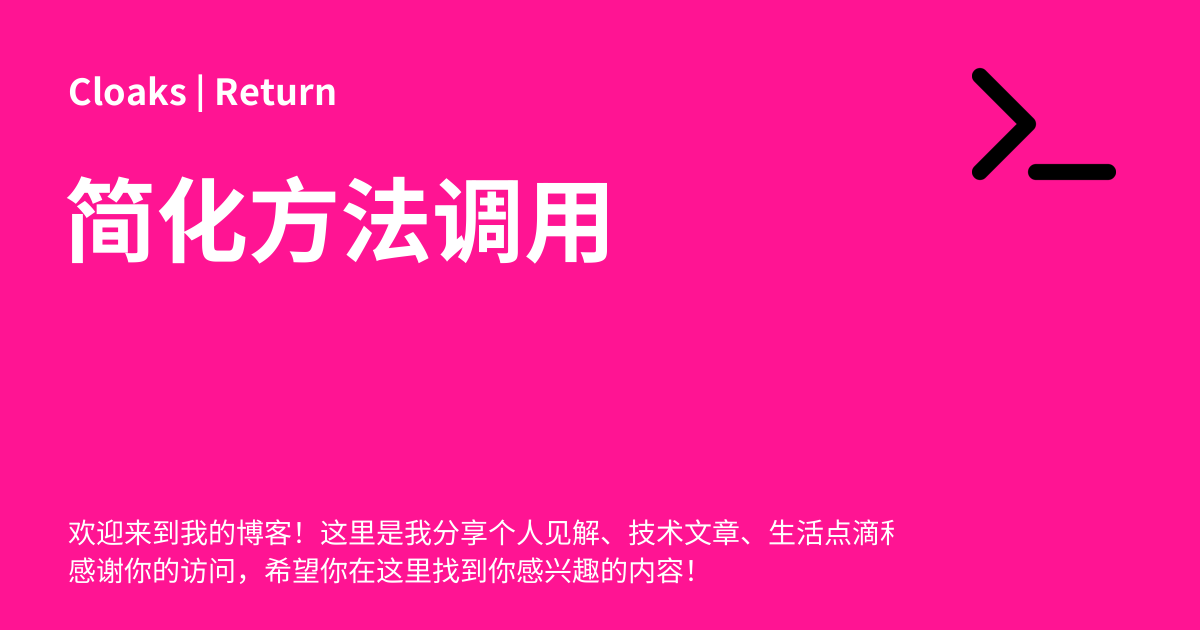 Cloaks | Return
简化方法调用
欢迎来到我的博客！这里是我分享个人见解、技术文章、生活点滴
感谢你的访问，希望你在这里找到你感兴趣的内容！